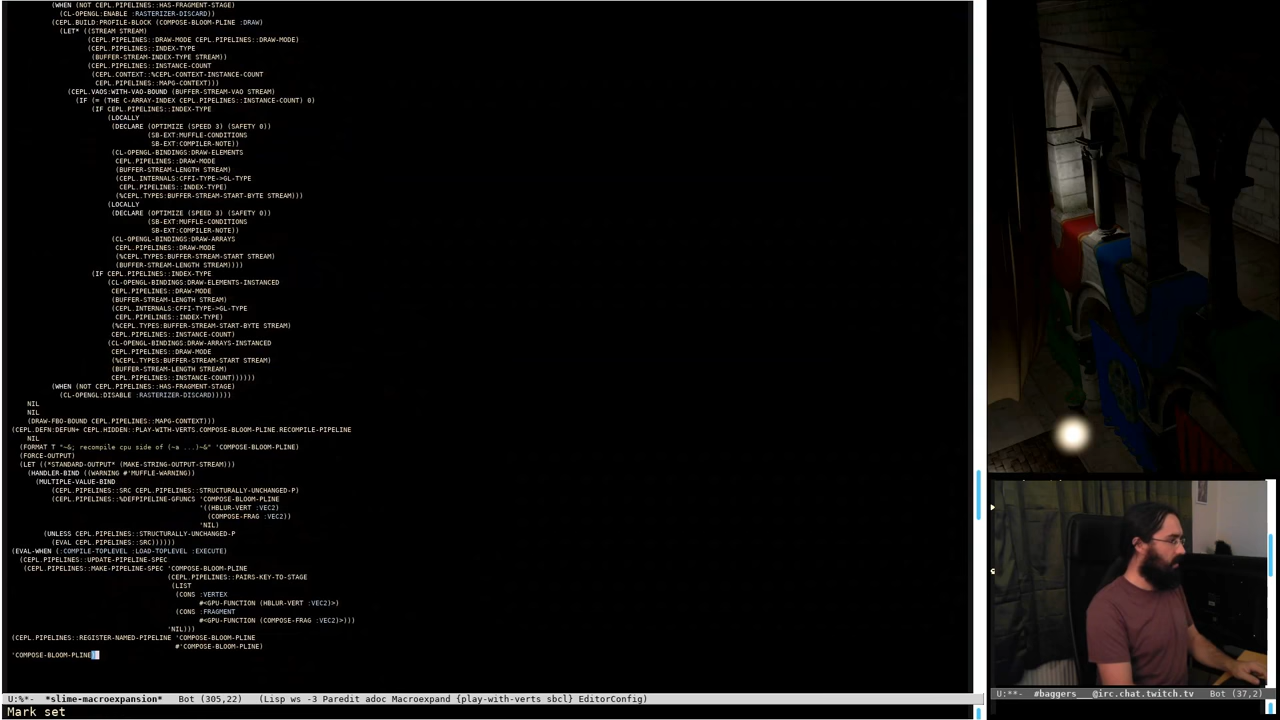 (WHEN (NOT CEPL.PIPELINES::HAS-FRAGMENT-STAGE)
(CL-OPENGL:ENABLE :RASTERIZER-DISCARD))
(CEPL.BUILD:PROFILE-BLOCK (COMPOSE-BLOOM-PLINE :DRAW)
(LET* ((STREAM STREAM)
(CEPL.PIPELINES::DRAW-MODE CEPL.PIPELINES::DRAW-MODE)
(CEPL.PIPELINES::INDEX-TYPE
(BUFFER-STREAM-INDEX-TYPE STREAM))
(CEPL.PIPELINES::INSTANCE-COUNT
(CEPL.CONTEXT::%CEPL-CONTEXT-INSTANCE-COUNT
CEPL.PIPELINES::MAPG-CONTEXT)))
(CEPL.VAOS:WITH-VAO-BOUND (BUFFER-STREAM-VAO STREAM)
(IF (= (THE C-ARRAY-INDEX CEPL.PIPELINES::INSTANCE-COUNT) 0)
(IF CEPL.PIPELINES::INDEX-TYPE
(LOCALLY
(DECLARE (OPTIMIZE (SPEED 3) (SAFETY 0))
(SB-EXT:MUFFLE-CONDITIONS
SB-EXT:COMPILER-NOTE))
(CL-OPENGL-BINDINGS:DRAW-ELEMENTS
CEPL.PIPELINES::DRAW-MODE
(BUFFER-STREAM-LENGTH STREAM)
(CEPL.INTERNALS:CFFI-TYPE->GL-TYPE
CEPL.PIPELINES::INDEX-TYPE)
(%CEPL.TYPES:BUFFER-STREAM-START-BYTE STREAM)))
(LOCALLY
(DECLARE (OPTIMIZE (SPEED 3) (SAFETY 0))
(SB-EXT:MUFFLE-CONDITIONS
SB-EXT:COMPILER-NOTE))
(CL-OPENGL-BINDINGS:DRAW-ARRAYS
CEPL.PIPELINES::DRAW-MODE
(%CEPL.TYPES:BUFFER-STREAM-START STREAM)
(BUFFER-STREAM-LENGTH STREAM))))
(IF CEPL.PIPELINES::INDEX-TYPE
(CL-OPENGL-BINDINGS:DRAW-ELEMENTS-INSTANCED
CEPL.PIPELINES::DRAW-MODE
(BUFFER-STREAM-LENGTH STREAM)
(CEPL.INTERNALS:CFFI-TYPE->GL-TYPE
CEPL.PIPELINES::INDEX-TYPE)
(%CEPL.TYPES:BUFFER-STREAM-START-BYTE STREAM)
CEPL.PIPELINES::INSTANCE-COUNT)
(CL-OPENGL-BINDINGS:DRAW-ARRAYS-INSTANCED
CEPL.PIPELINES::DRAW-MODE
(%CEPL.TYPES:BUFFER-STREAM-START STREAM)
(BUFFER-STREAM-LENGTH STREAM)
CEPL.PIPELINES::INSTANCE-COUNT))))))
(WHEN (NOT CEPL.PIPELINES::HAS-FRAGMENT-STAGE)
(CL-OPENGL:DISABLE :RASTERIZER-DISCARD)))))
NIL
NIL
(DRAW-FBO-BOUND CEPL.PIPELINES::MAPG-CONTEXT)))
(CEPL.DEFN:DEFUN+ CEPL.HIDDEN::PLAY-WITH-VERTS.COMPOSE-BLOOM-PLINE.RECOMPILE-PIPELINE
NIL
(FORMAT T "~&; recompile cpu side of (~a ...)~&" 'COMPOSE-BLOOM-PLINE)
(FORCE-OUTPUT)
(LET ((*STANDARD-OUTPUT* (MAKE-STRING-OUTPUT-STREAM)))
(HANDLER-BIND ((WARNING #'MUFFLE-WARNING))
(MULTIPLE-VALUE-BIND
(CEPL.PIPELINES::SRC CEPL.PIPELINES::STRUCTURALLY-UNCHANGED-P)
(CEPL.PIPELINES::%DEFPIPELINE-GFUNCS 'COMPOSE-BLOOM-PLINE
'((HBLUR-VERT :VEC2)
(COMPOSE-FRAG :VEC2))
'NIL)
(UNLESS CEPL.PIPELINES::STRUCTURALLY-UNCHANGED-P
(EVAL CEPL.PIPELINES::SRC))))))
(EVAL-WHEN (:COMPILE-TOPLEVEL :LOAD-TOPLEVEL :EXECUTE)
(CEPL.PIPELINES::UPDATE-PIPELINE-SPEC
(CEPL.PIPELINES::MAKE-PIPELINE-SPEC 'COMPOSE-BLOOM-PLINE
(CEPL.PIPELINES::PAIRS-KEY-TO-STAGE
(LIST
(CONS :VERTEX
#<GPU-FUNCTION (HBLUR-VERT :VEC2)>)
(CONS :FRAGMENT
#<GPU-FUNCTION (COMPOSE-FRAG :VEC2)>)))
'NIL)))
(CEPL.PIPELINES::REGISTER-NAMED-PIPELINE 'COMPOSE-BLOOM-PLINE
#'COMPOSE-BLOOM-PLINE)
'COMPOSE-BLOOM-PLINE)
U:%*-  *slime-macroexpansion*   Bot (305,22)   (Lisp ws -3 Paredit adoc Macroexpand {play-with-verts sbcl} EditorConfig)
Mark set
U:**-  #baggers___@irc.chat.twitch.tv   Bot (37,2)